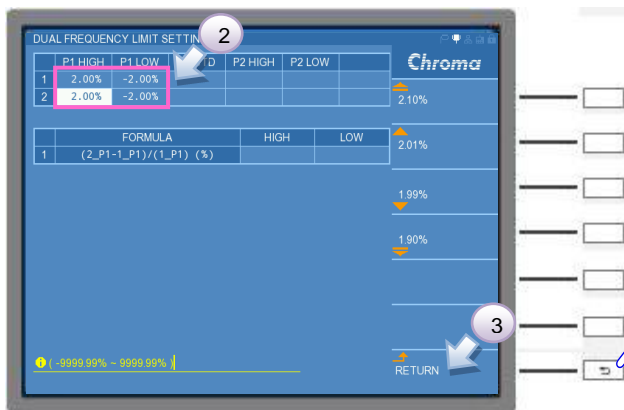 DUAL FREQUENCY LIMIT SETTIN
2
P1 HIGH P1 LOW TD P2 HIGH P2 LOW
Chroma
1 2.00% -2.00%
2 2.00% -2.00%
2.10%
FORMULA HIGH LOW
1 (2_P1-1_P1)/(1_P1) (%)
2.01%
1.99%
1.90%
3
( -9999.99% ~ 9999.99% )
RETURN